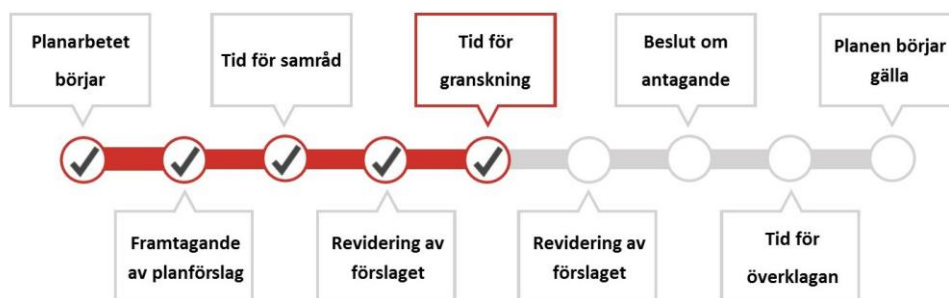 Planarbetet
börjar
Tid för samråd
Tid för
granskning
Beslut om
antagande
Planen börjar
gälla
Framtagande
av planförslag
Revidering av
förslaget
Revidering av
förslaget
Tid för
överklagan